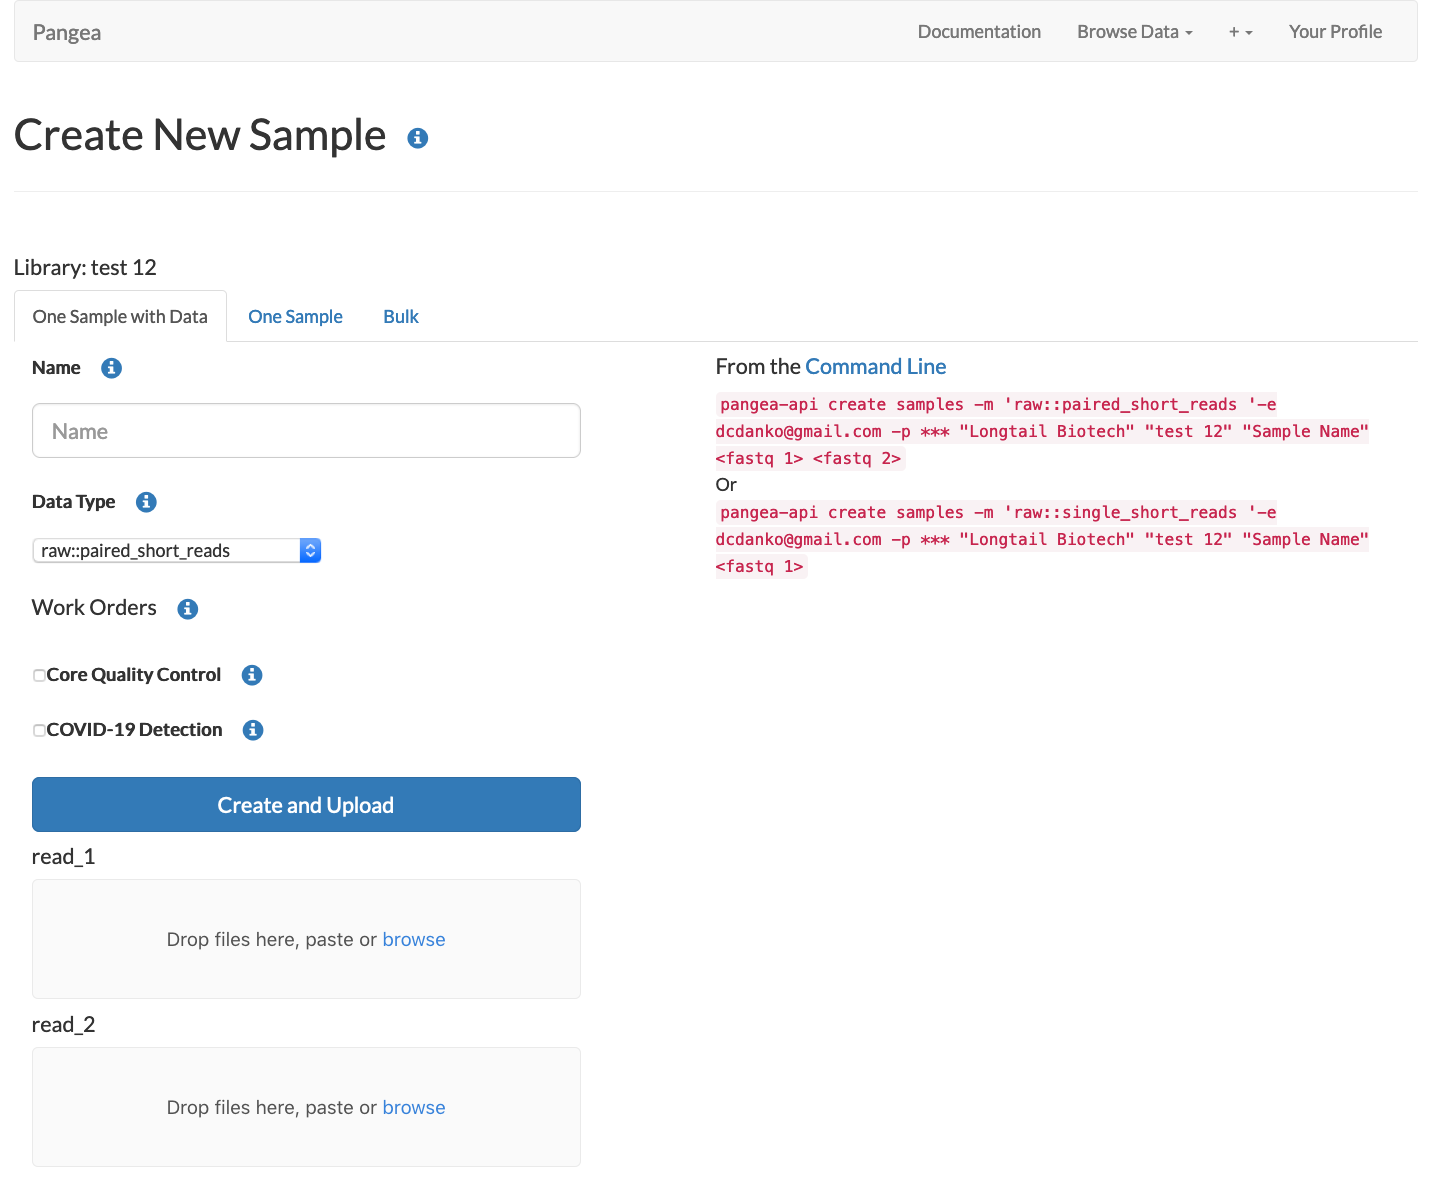 Pangea
Documentation
Browse Data
+
Your Profile
Create New Sample
Library: test 12
One Sample with Data
One Sample
Bulk
Name
Name
Data Type
raw::paired_short_reads
Work Orders
Core Quality Control
COVID-19 Detection
Create and Upload
read_1
Drop files here, paste or browse
read_2
Drop files here, paste or browse
From the Command Line
pangea-api create samples -m 'raw::paired_short_reads '-e
dcdanko@gmail.com -p *** "Longtail Biotech" "test 12" "Sample Name"
<fastq 1> <fastq 2>
Or
pangea-api create samples -m 'raw::single_short_reads '-e
dcdanko@gmail.com -p *** "Longtail Biotech" "test 12" "Sample Name"
<fastq 1>